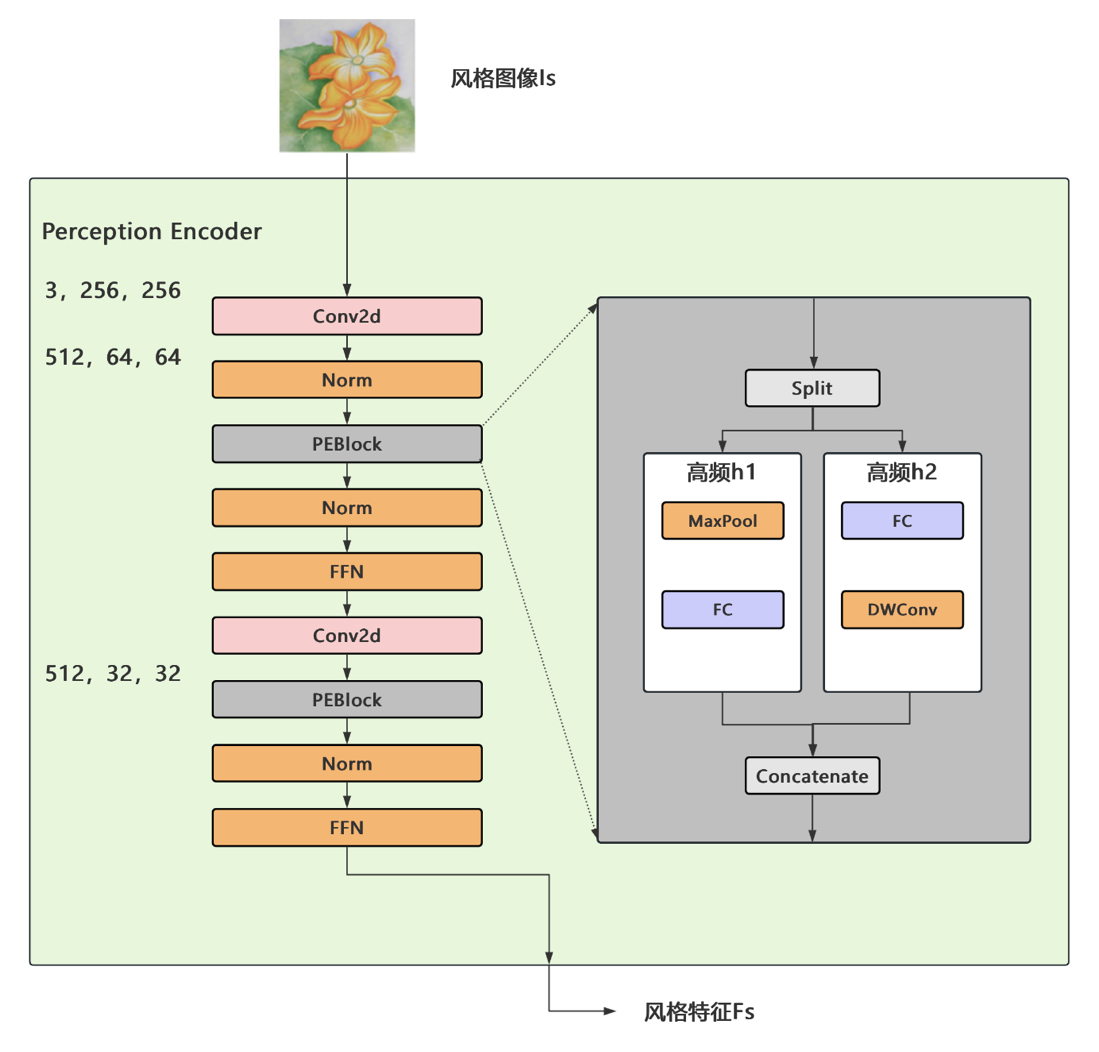 风格图像Is
Perception Encoder
3，256，256
Conv2d
512，64，64
Norm
PEBlock
Norm
FFN
Conv2d
512，32，32
PEBlock
Norm
FFN
Split
高频h1
MaxPool
FC
高频h2
FC
DWConv
Concatenate
风格特征Fs